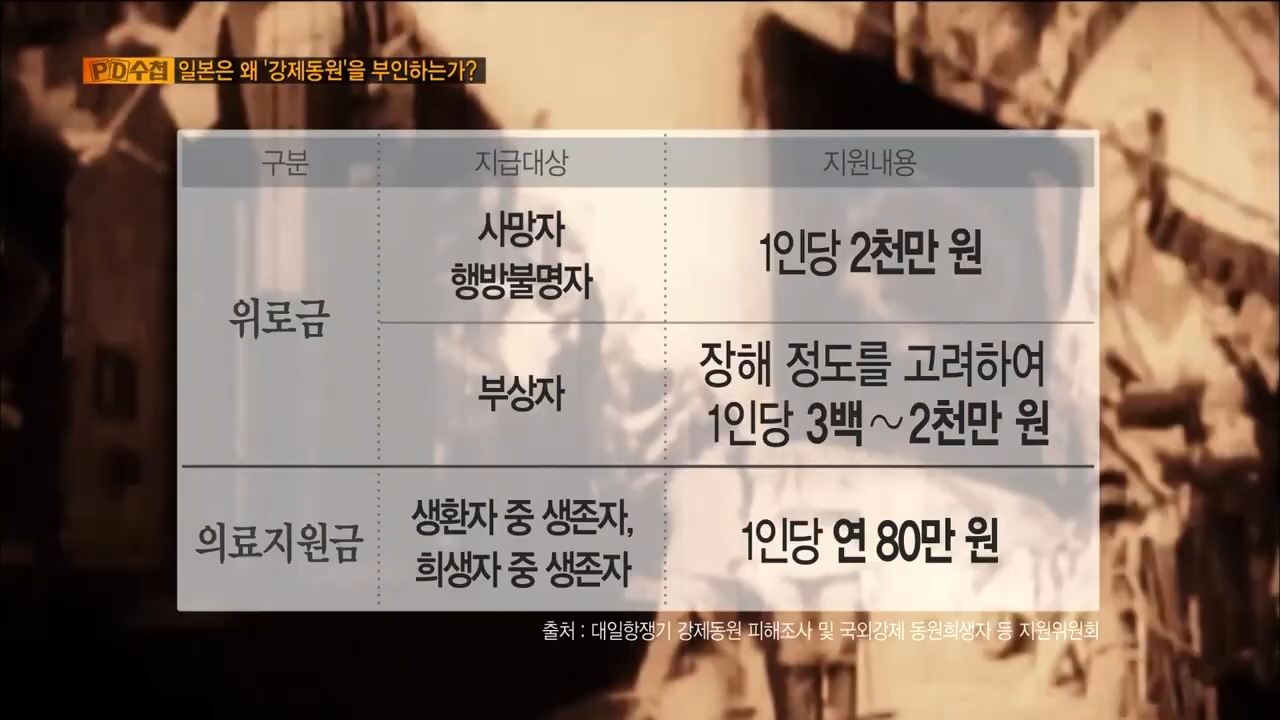 PD수첩 일본은 왜 '강제동원'을 부인하는가?
구분 지급대상 지원내용
위로금
사망자
행방불명자
1인당 2천만 원
부상자
장해 정도를 고려하여
1인당 3백~2천만 원
의료지원금
생환자 중 생존자,
희생자 중 생존자
1인당 연 80만 원
출처 : 대일항쟁기 강제동원 피해조사 및 국외강제 동원희생자 등 지원위원회